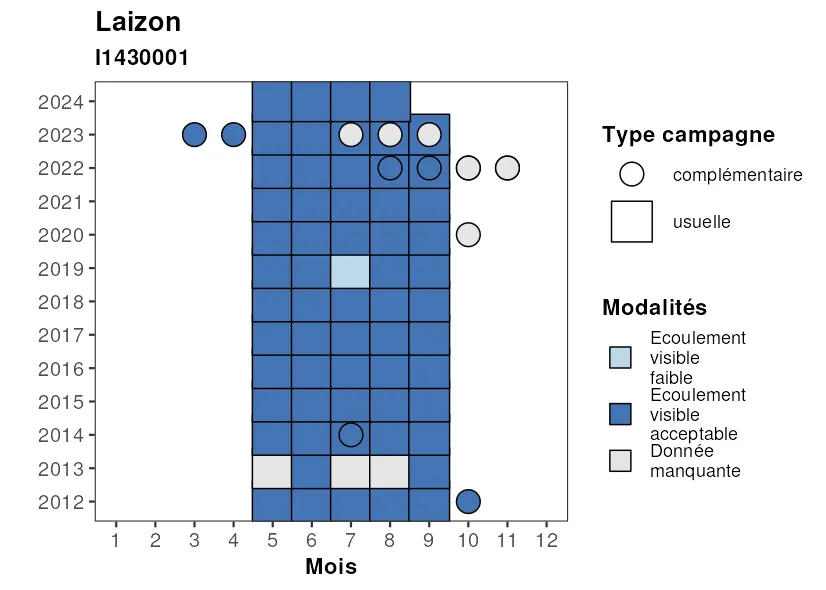 Laizon
I1430001
2024
2023
2022
2021
2020
2019
2018
2017
2016
2015
2014
2013
2012
1 2 3 4 5 6 7 8 9 10 11 12
Mois
Type campagne
complémentaire
usuelle
Modalités
Ecoulement
visible
faible
Ecoulement
visible
acceptable
Donnée
manquante